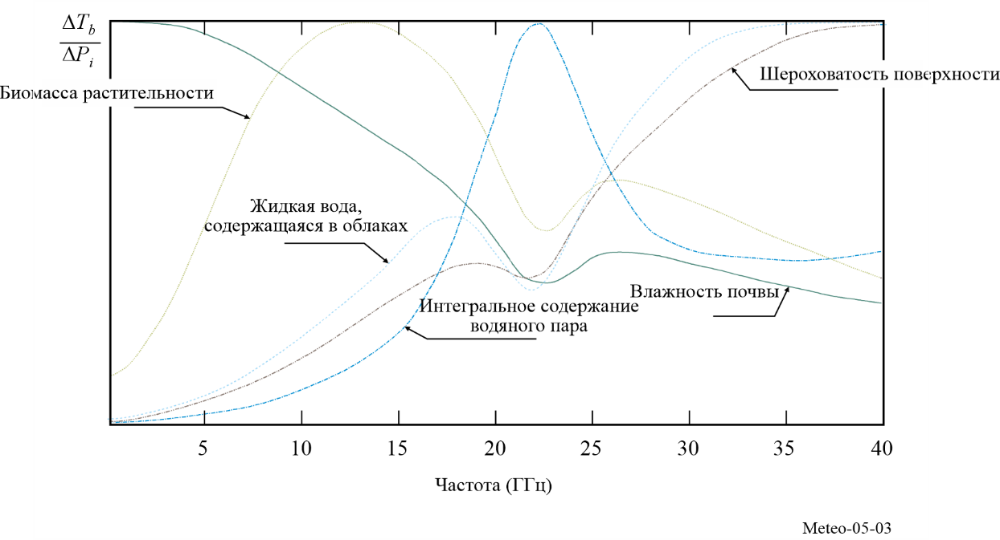 ΔT_b
ΔP_i
Биомасса растительности
Шероховатость поверхности
Жидкая вода,
содержащаяся в облаках
Влажность почвы
Интегральное содержание
водяного пара
5 10 15 20 25 30 35 40
Частота (ГГц)
Meteo-05-03